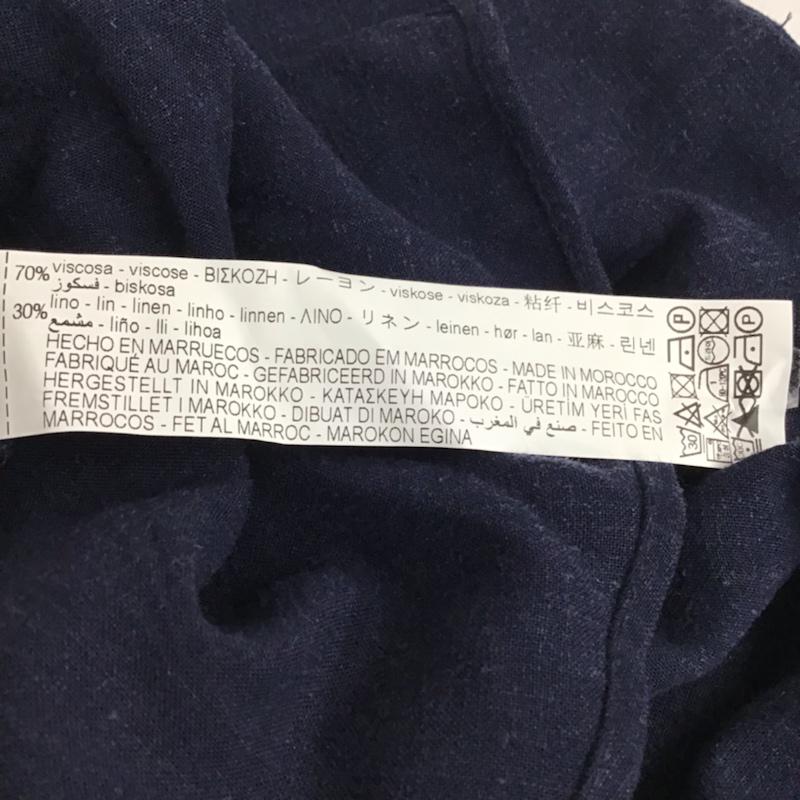 70% viscosa - viscose - ΒΙΣΚΟΖΗ - レーヨン - viskose - viskoza - 粘纤 - 비스코스
فسكوز - biskosa
30% lino - lin - linen - linho - linnen - ΛΙΝΟ - リネン - leinen - hør - lan - 亚麻 - 린넨
مشمع - liño - lli - lihoa
HECHO EN MARRUECOS - FABRICADO EM MARROCOS - MADE IN MOROCCO
FABRIQUÉ AU MAROC - GEFABRICEERD IN MAROKKO - FATTO IN MAROCCO
HERGESTELLT IN MAROKKO - ΚΑΤΑΣΚΕΥΗ ΜΑΡΟΚΟ - ÜRETİM YERİ FAS
FREMSTILLET I MAROKKO - DIBUAT DI MAROKO - صنع في المغرب - FEITO EN
MARROCOS - FET AL MARROC - MAROKON EGINA
P P
30